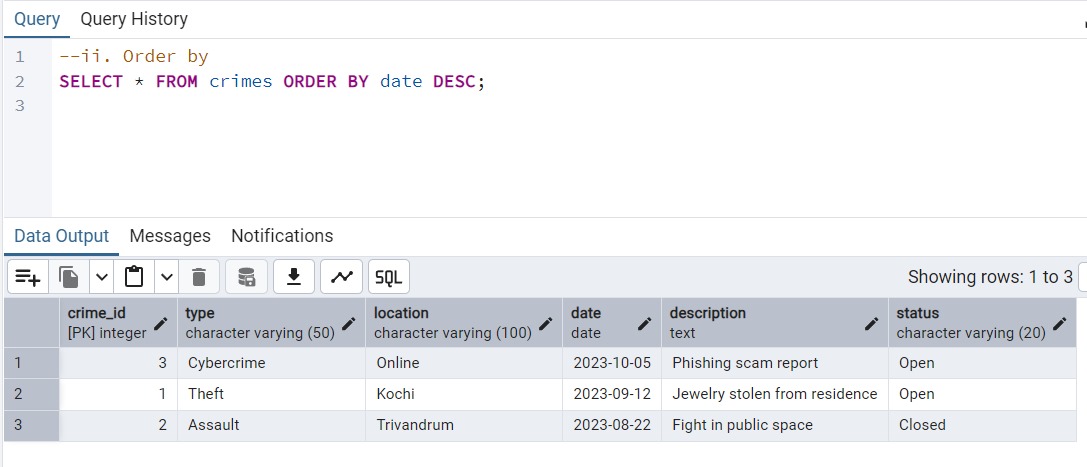 Query Query History
1 --ii. Order by
2 SELECT * FROM crimes ORDER BY date DESC;
3
Data Output Messages Notifications
SQL Showing rows: 1 to 3
crime_id type location date description status
[PK] integer character varying (50) character varying (100) date text character varying (20)
1 3 Cybercrime Online 2023-10-05 Phishing scam report Open
2 1 Theft Kochi 2023-09-12 Jewelry stolen from residence Open
3 2 Assault Trivandrum 2023-08-22 Fight in public space Closed